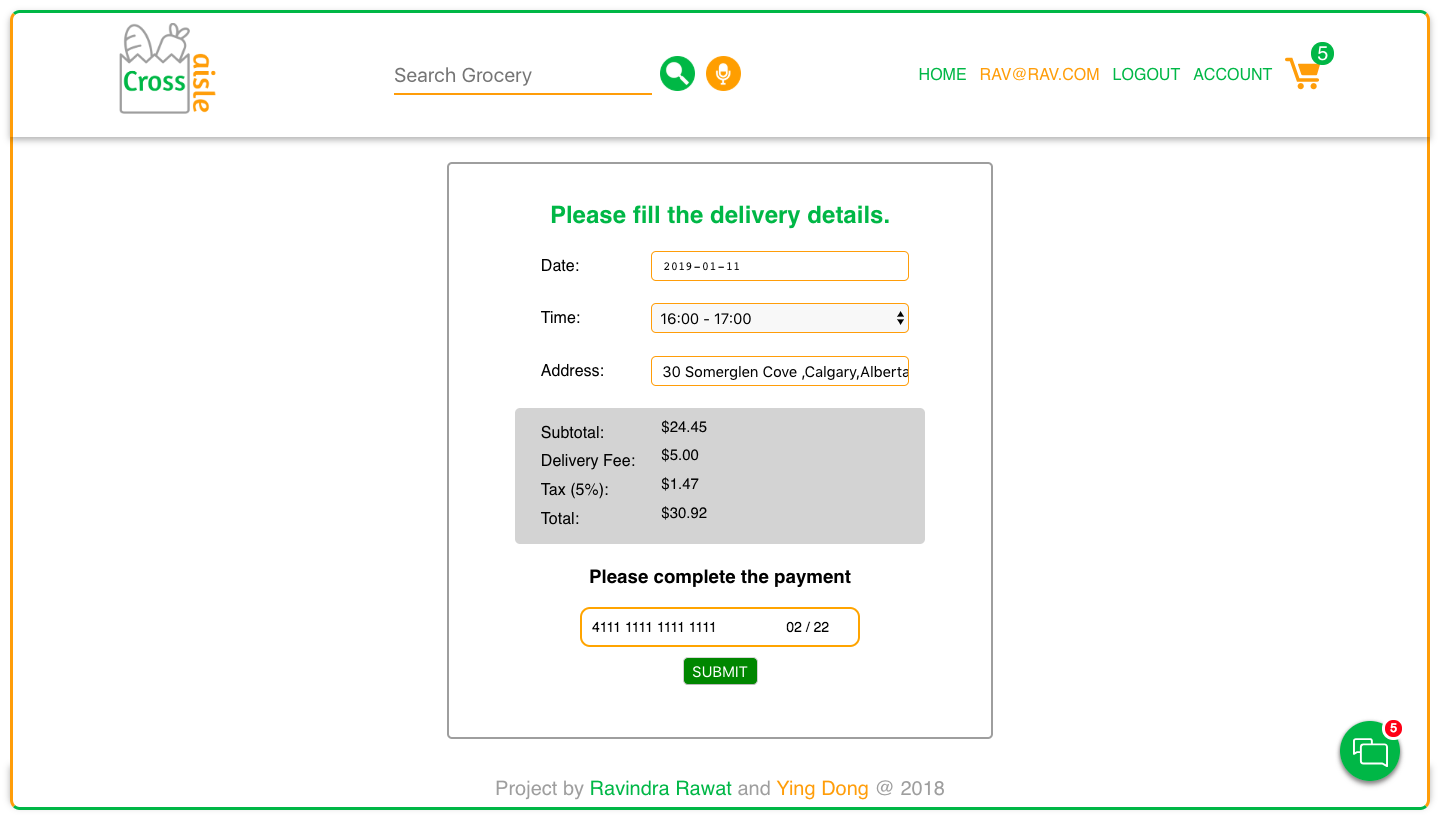 Cross
aisle
Search Grocery
HOME RAV@RAV.COM LOGOUT ACCOUNT 5
Please fill the delivery details.
Date: 2019-01-11
Time: 16:00 - 17:00
Address: 30 Somerglen Cove ,Calgary,Alberta
Subtotal: $24.45
Delivery Fee: $5.00
Tax (5%): $1.47
Total: $30.92
Please complete the payment
4111 1111 1111 1111 02 / 22
SUBMIT
5
Project by Ravindra Rawat and Ying Dong @ 2018